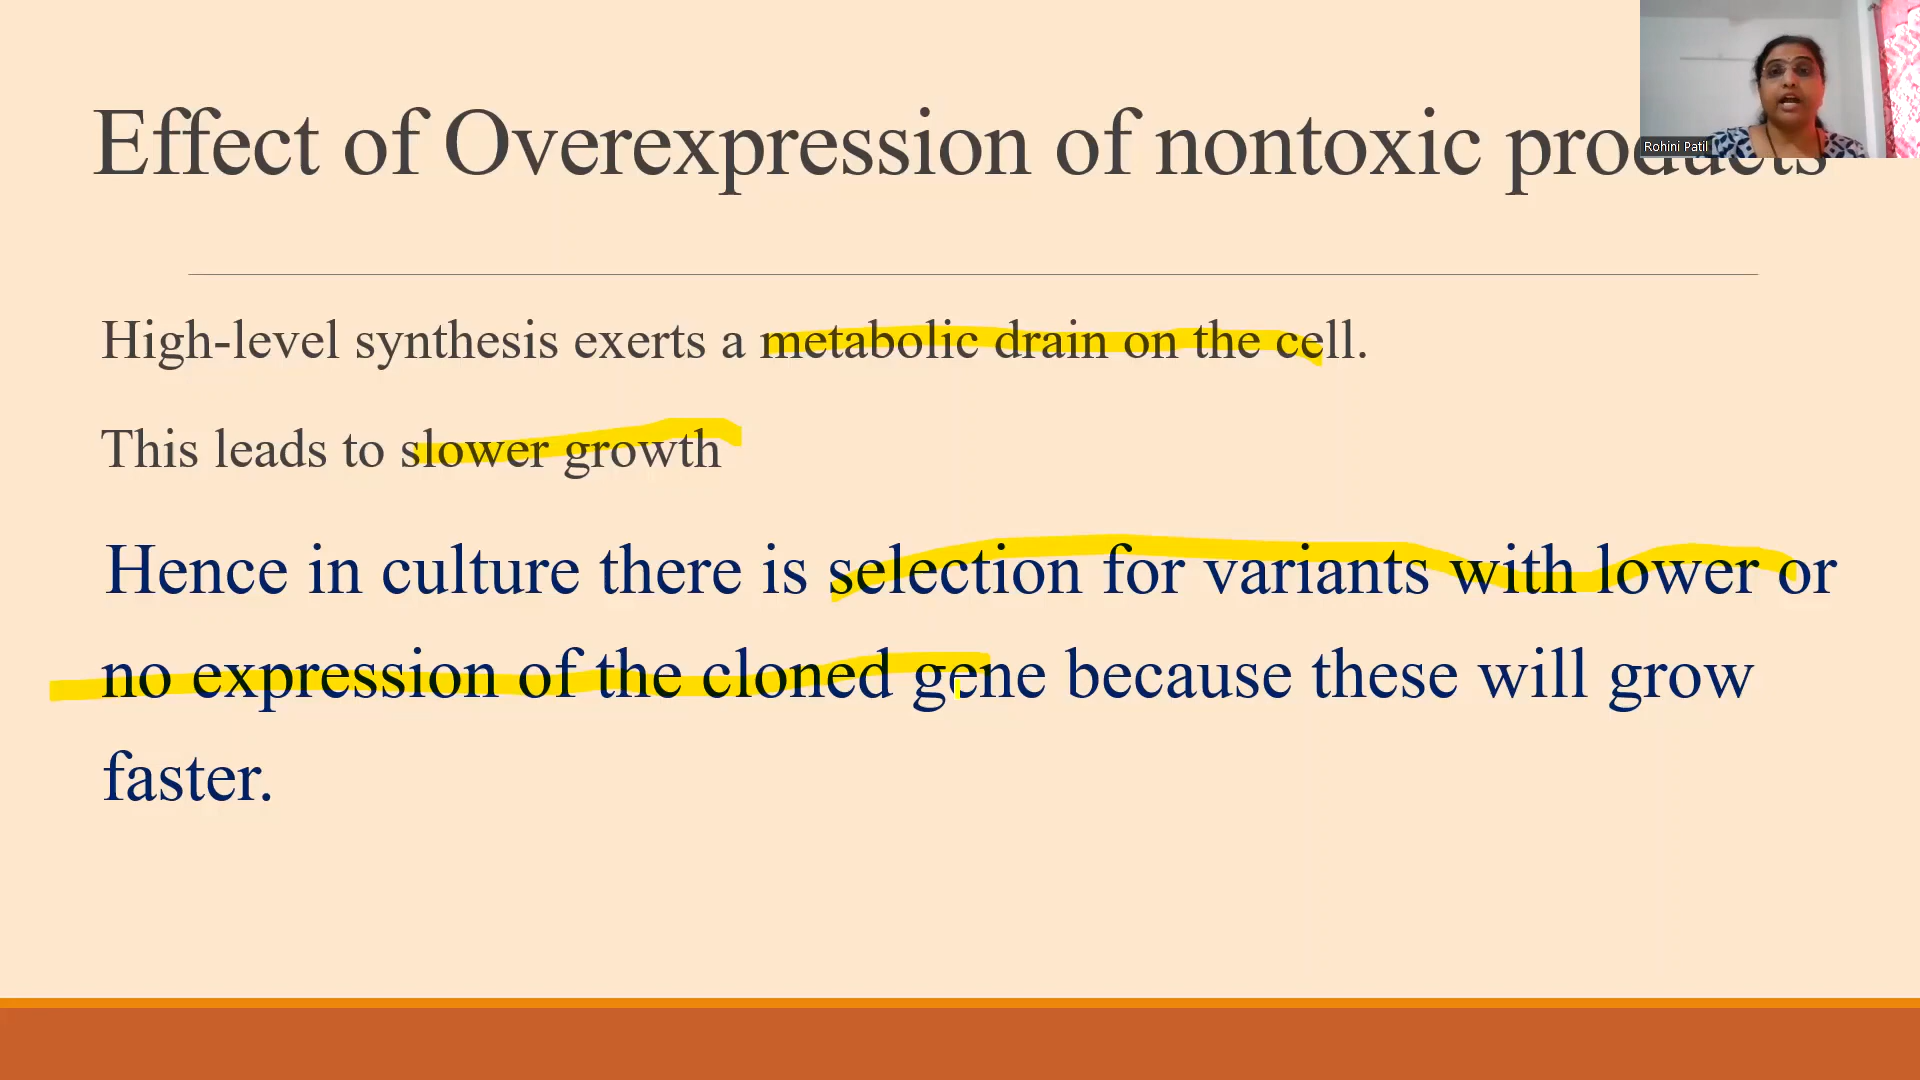 Effect of Overexpression of nontoxic products
Rohini Patil
High-level synthesis exerts a metabolic drain on the cell.
This leads to slower growth
Hence in culture there is selection for variants with lower or
no expression of the cloned gene because these will grow
faster.